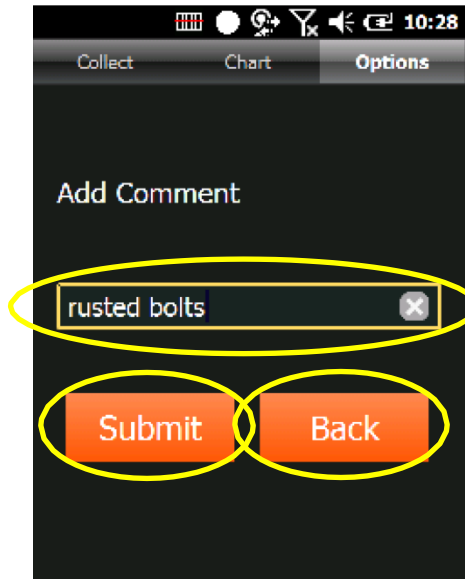 10:28
Collect Chart Options
Add Comment
rusted bolts
Submit Back